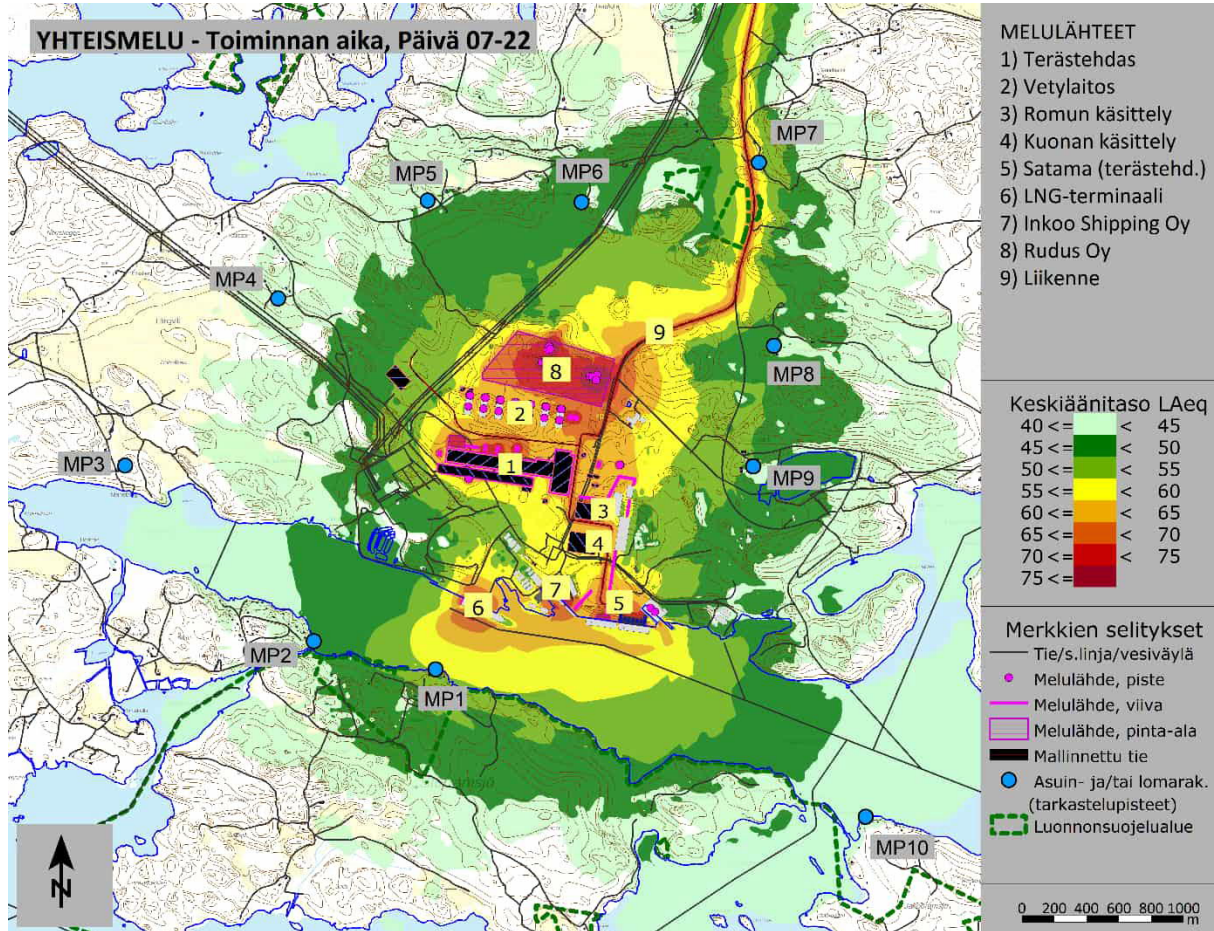 YHTEISMELU - Toiminnan aika, Päivä 07-22
MELULÄHTEET
1) Terästehdas
2) Vetylaitos
3) Romun käsittely
4) Kuonan käsittely
5) Satama (terästehd.)
6) LNG-terminaali
7) Inkoo Shipping Oy
8) Rudus Oy
9) Liikenne
MP7
MP5
MP6
MP4
9
MP8
8
2
MP3
1
MP9
3
4
7
6
5
MP2
MP1
MP10
N
Keskiäänitaso LAeq
40 <= < 45
45 <= < 50
50 <= < 55
55 <= < 60
60 <= < 65
65 <= < 70
70 <= < 75
75 <=
Merkkien selitykset
Tie/s.linja/vesiväylä
Melulähde, piste
Melulähde, viiva
Melulähde, pinta-ala
Mallinnettu tie
Asuin- ja/tai lomarak.
(tarkastelupisteet)
Luonnonsuojelualue
0 200 400 600 800 1000
m